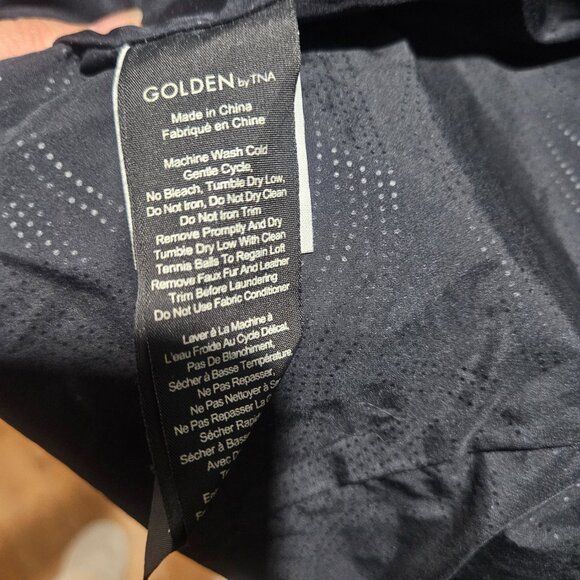 GOLDEN by TNA
Made in China
Fabriqué en Chine
Machine Wash Cold
Gentle Cycle,
No Bleach, Tumble Dry Low,
Do Not Iron, Do Not Dry Clean
Do Not Iron Trim
Remove Promptly And Dry
Tumble Dry Low With Clean
Tennis Balls To Regain Loft
Remove Faux Fur And Leather
Trim Before Laundering
Do Not Use Fabric Conditioner
Laver à La Machine à
L'eau Froide Au Cycle Délicat,
Pas De Blanchiment,
Sécher à Basse Température,
Ne Pas Repasser,
Ne Pas Nettoyer à
Ne Pas Repasser La
Sécher
Sécher à
Avec